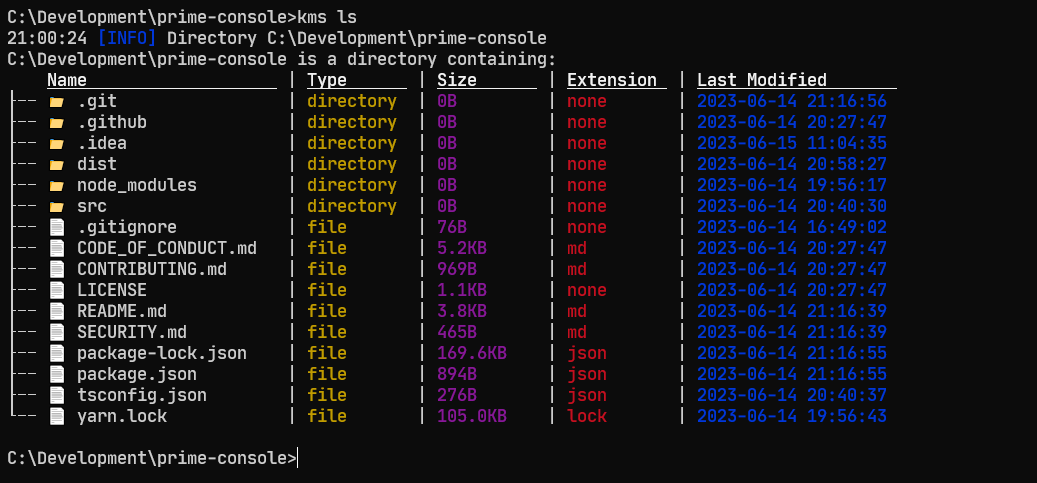 C:\Development\prime-console>kms ls
21:00:24 [INFO] Directory C:\Development\prime-console
C:\Development\prime-console is a directory containing:
Name | Type | Size | Extension | Last Modified
├── 📁 .git | directory | 0B | none | 2023-06-14 21:16:56
├── 📁 .github | directory | 0B | none | 2023-06-14 20:27:47
├── 📁 .idea | directory | 0B | none | 2023-06-15 11:04:35
├── 📁 dist | directory | 0B | none | 2023-06-14 20:58:27
├── 📁 node_modules | directory | 0B | none | 2023-06-14 19:56:17
├── 📁 src | directory | 0B | none | 2023-06-14 20:40:30
├── 📄 .gitignore | file | 76B | none | 2023-06-14 16:49:02
├── 📄 CODE_OF_CONDUCT.md | file | 5.2KB | md | 2023-06-14 20:27:47
├── 📄 CONTRIBUTING.md | file | 969B | md | 2023-06-14 20:27:47
├── 📄 LICENSE | file | 1.1KB | none | 2023-06-14 20:27:47
├── 📄 README.md | file | 3.8KB | md | 2023-06-14 21:16:39
├── 📄 SECURITY.md | file | 465B | md | 2023-06-14 21:16:39
├── 📄 package-lock.json | file | 169.6KB | json | 2023-06-14 21:16:55
├── 📄 package.json | file | 894B | json | 2023-06-14 21:16:55
├── 📄 tsconfig.json | file | 276B | json | 2023-06-14 20:40:37
└── 📄 yarn.lock | file | 105.0KB | lock | 2023-06-14 19:56:43
C:\Development\prime-console>